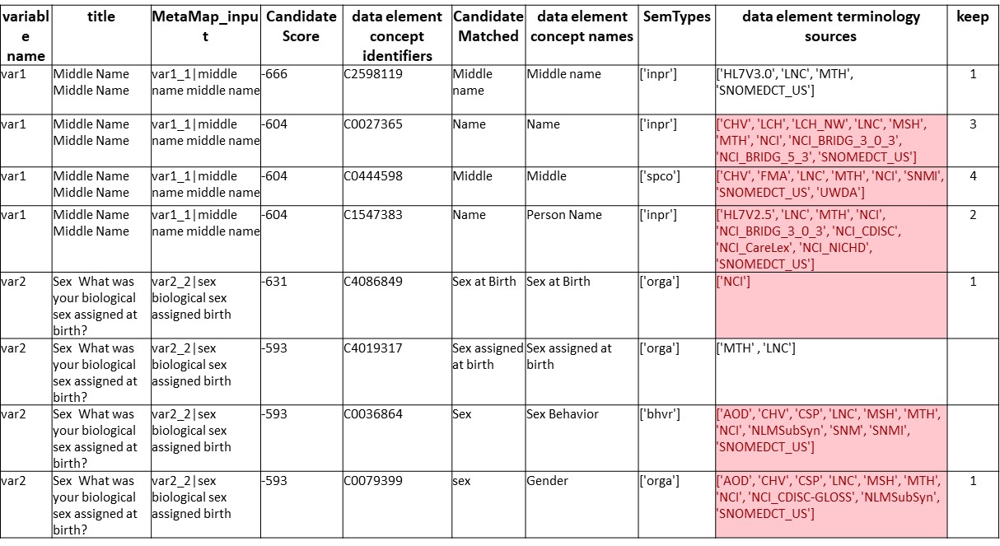 variabl
e
name
title
MetaMap_inpu
t
Candidate
Score
data element
concept
identifiers
Candidate
Matched
data element
concept names
SemTypes
data element terminology
sources
keep
var1
Middle Name
Middle Name
var1_1|middle
name middle name
-666
C2598119
Middle
name
Middle name
['inpr']
['HL7V3.0', 'LNC', 'MTH',
'SNOMEDCT_US']
1
var1
Middle Name
Middle Name
var1_1|middle
name middle name
-604
C0027365
Name
Name
['inpr']
['CHV', 'LCH', 'LCH_NW', 'LNC', 'MSH',
'MTH', 'NCI', 'NCI_BRIDG_3_0_3',
'NCI_BRIDG_5_3', 'SNOMEDCT_US']
3
var1
Middle Name
Middle Name
var1_1|middle
name middle name
-604
C0444598
Middle
Middle
['spco']
['CHV', 'FMA', 'LNC', 'MTH', 'NCI', 'SNMI',
'SNOMEDCT_US', 'UWDA']
4
var1
Middle Name
Middle Name
var1_1|middle
name middle name
-604
C1547383
Name
Person Name
['inpr']
['HL7V2.5', 'LNC', 'MTH', 'NCI',
'NCI_BRIDG_3_0_3', 'NCI_CDISC',
'NCI_CareLex', 'NCI_NICHD',
'SNOMEDCT_US']
2
var2
Sex  What was
your biological
sex assigned at
birth?
var2_2|sex
biological sex
assigned birth
-631
C4086849
Sex at Birth
Sex at Birth
['orga']
['NCI']
1
var2
Sex  What was
your biological
sex assigned at
birth?
var2_2|sex
biological sex
assigned birth
-593
C4019317
Sex assigned
at birth
Sex assigned at
birth
['orga']
['MTH' , 'LNC']
var2
Sex  What was
your biological
sex assigned at
birth?
var2_2|sex
biological sex
assigned birth
-593
C0036864
Sex
Sex Behavior
['bhvr']
['AOD', 'CHV', 'CSP', 'LNC', 'MSH', 'MTH',
'NCI', 'NLMSubSyn', 'SNM', 'SNMI',
'SNOMEDCT_US']
var2
Sex  What was
your biological
sex assigned at
birth?
var2_2|sex
biological sex
assigned birth
-593
C0079399
sex
Gender
['orga']
['AOD', 'CHV', 'CSP', 'LNC', 'MSH', 'MTH',
'NCI', 'NCI_CDISC-GLOSS', 'NLMSubSyn',
'SNOMEDCT_US']
1